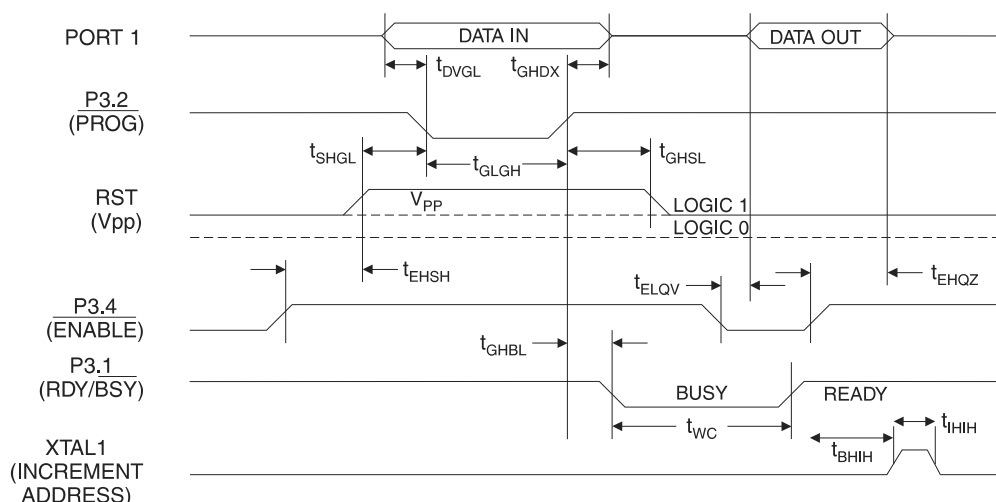 PORT 1
DATA IN
DATA OUT
tDVGL
tGHDX
P3.2
(PROG)
tSHGL
tGLGH
tGHSL
RST
(Vpp)
VPP
LOGIC 1
LOGIC 0
tEHSH
tELQV
tEHQZ
P3.4
(ENABLE)
tGHBL
P3.1
(RDY/BSY)
BUSY
READY
tWC
tIHIH
tBHIH
XTAL1
(INCREMENT
ADDRESS)